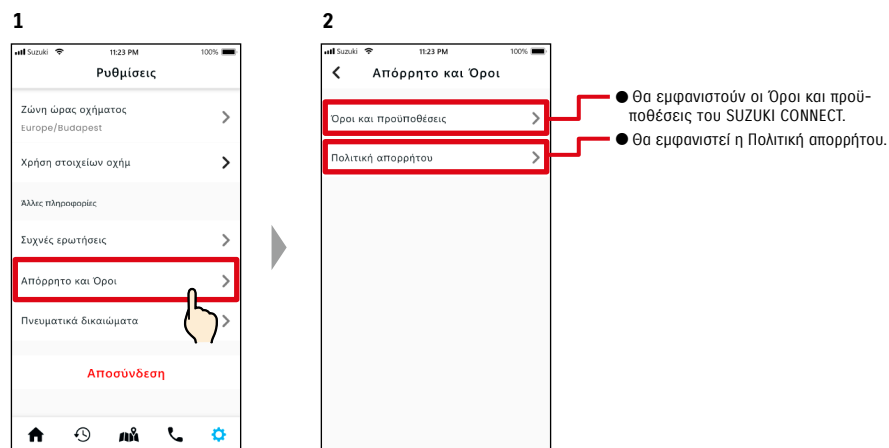 1
Suzuki 11:23 PM 100%
Ρυθμίσεις
Ζώνη ώρας οχήματος
Europe/Budapest
Χρήση στοιχείων οχήμ
Άλλες πληροφορίες
Συχνές ερωτήσεις
Απόρρητο και Όροι
Πνευματικά δικαιώματα
Αποσύνδεση
2
Suzuki 11:23 PM 100%
Απόρρητο και Όροι
Όροι και προϋποθέσεις
Πολιτική απορρήτου
● Θα εμφανιστούν οι Όροι και προϋ-
ποθέσεις του SUZUKI CONNECT.
● Θα εμφανιστεί η Πολιτική απορρήτου.